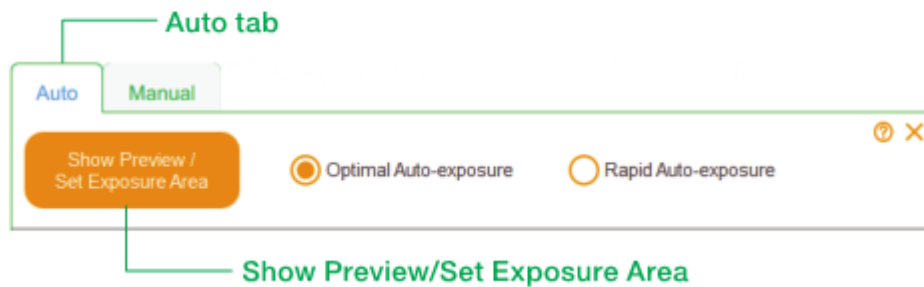 Auto tab
Auto
Manual
Show Preview /
Set Exposure Area
Optimal Auto-exposure
Rapid Auto-exposure
?
Show Preview/Set Exposure Area